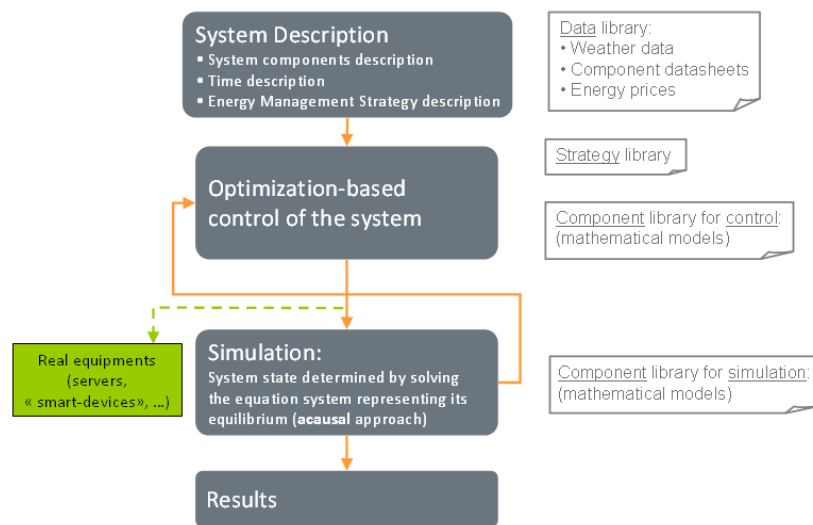 System Description
▪ System components description
▪ Time description
▪ Energy Management Strategy description
Data library:
• Weather data
• Component datasheets
• Energy prices
Optimization-based
control of the system
Strategy library
Component library for control:
(mathematical models)
Real equipments
(servers,
« smart-devices», ...)
Simulation:
System state determined by solving
the equation system representing its
equilibrium (acausal approach)
Component library for simulation:
(mathematical models)
Results